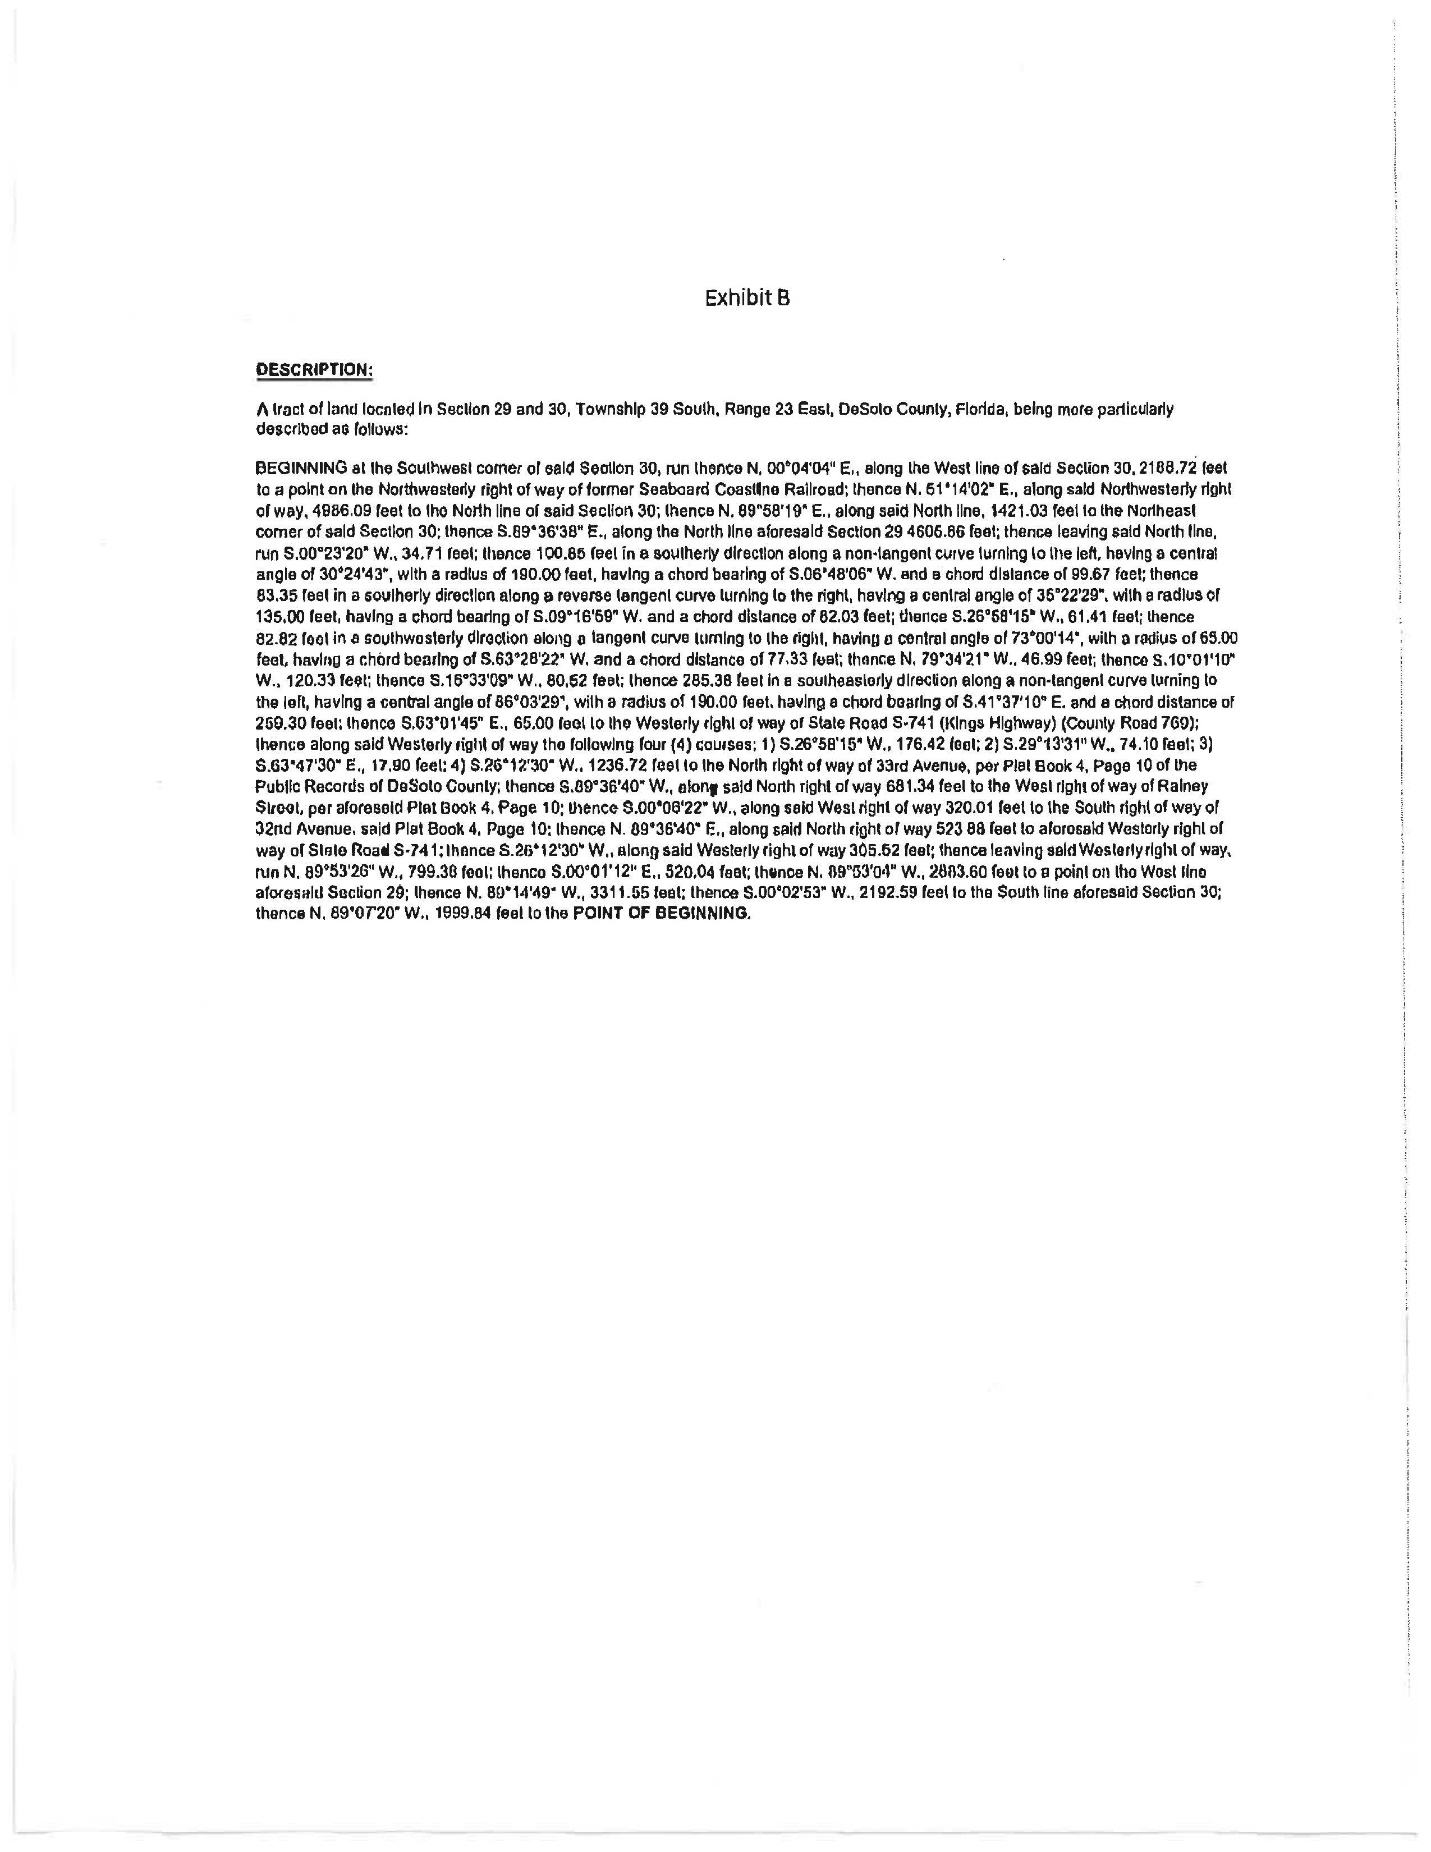 Exhibit B
DESCRIPTION:
A tract of land located in Section 29 and 30, Township 39 South, Range 23 East, DeSoto County, Florida, being more particularly
described as follows:
BEGINNING at the Southwest corner of said Section 30, run thence N. 00°04'04" E., along the West line of said Section 30, 2188.72 feet
to a point on the Northwesterly right of way of former Seaboard Coastline Railroad; thence N. 51°14'02" E., along said Northwesterly right
of way, 4986.09 feet to the North line of said Section 30; thence N. 89°58'19" E., along said North line, 1421.03 feet to the Northeast
corner of said Section 30; thence S.89°36'38" E., along the North line aforesaid Section 29 4605.86 feet; thence leaving said North line,
run S.00°23'20" W., 34.71 feet; thence 100.85 feet in a southerly direction along a non-tangent curve turning to the left, having a central
angle of 30°24'43", with a radius of 190.00 feet, having a chord bearing of S.06°48'06" W. and a chord distance of 99.67 feet; thence
83.35 feet in a southerly direction along a reverse tangent curve turning to the right, having a central angle of 35°22'29", with a radius of
135.00 feet, having a chord bearing of S.09°16'59" W. and a chord distance of 82.03 feet; thence S.26°58'15" W., 61.41 feet; thence
82.82 feet in a southwesterly direction along a tangent curve turning to the right, having a central angle of 73°00'14", with a radius of 65.00
feet, having a chord bearing of S.63°28'22" W. and a chord distance of 77.33 feet; thence N. 79°34'21" W., 46.99 feet; thence S.10°01'10"
W., 120.33 feet; thence S.15°33'09" W., 80.52 feet; thence 285.38 feet in a southeasterly direction along a non-tangent curve turning to
the left, having a central angle of 86°03'29", with a radius of 190.00 feet, having a chord bearing of S.41°37'10" E. and a chord distance of
259.30 feet; thence S.63°01'45" E., 65.00 feet to the Westerly right of way of State Road S-741 (Kings Highway) (County Road 769);
thence along said Westerly right of way the following four (4) courses; 1) S.26°58'15" W., 176.42 feet; 2) S.29°13'31" W., 74.10 feet; 3)
S.63°47'30" E., 17.90 feet; 4) S.26°12'30" W., 1236.72 feet to the North right of way of 33rd Avenue, per Plat Book 4, Page 10 of the
Public Records of DeSoto County; thence S.89°36'40" W., along said North right of way 681.34 feet to the West right of way of Rainey
Street, per aforesaid Plat Book 4, Page 10; thence S.00°06'22" W., along said West right of way 320.01 feet to the South right of way of
32nd Avenue, said Plat Book 4, Page 10; thence N. 89°36'40" E., along said North right of way 523 88 feet to aforesaid Westerly right of
way of State Road S-741; thence S.26°12'30" W., along said Westerly right of way 305.52 feet; thence leaving said Westerly right of way,
run N. 89°53'26" W., 799.38 feet; thence S.00°01'12" E., 520.04 feet; thence N. 89°53'04" W., 2883.60 feet to a point on the West line
aforesaid Section 29; thence N. 89°14'49" W., 3311.55 feet; thence S.00°02'53" W., 2192.59 feet to the South line aforesaid Section 30;
thence N. 89°07'20" W., 1999.84 feet to the POINT OF BEGINNING.